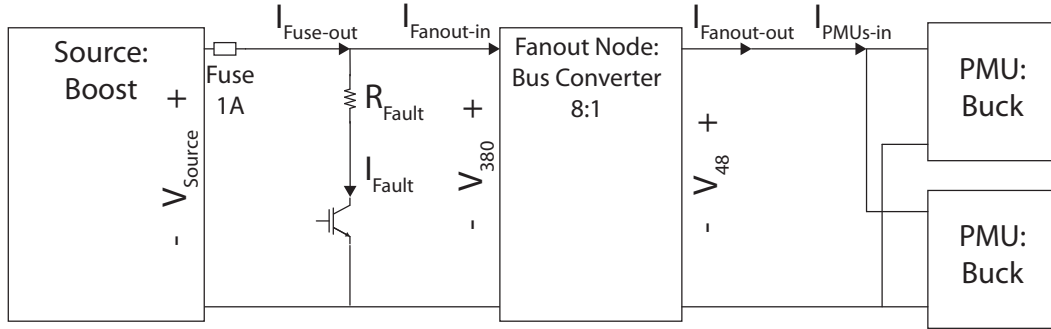 Source:
Boost
Fuse
1A
+
V_Source
-
I_Fuse-out
R_Fault
I_Fault
I_Fanout-in
+
V_380
-
Fanout Node:
Bus Converter
8:1
+
V_48
-
I_Fanout-out
I_PMUs-in
PMU:
Buck
PMU:
Buck